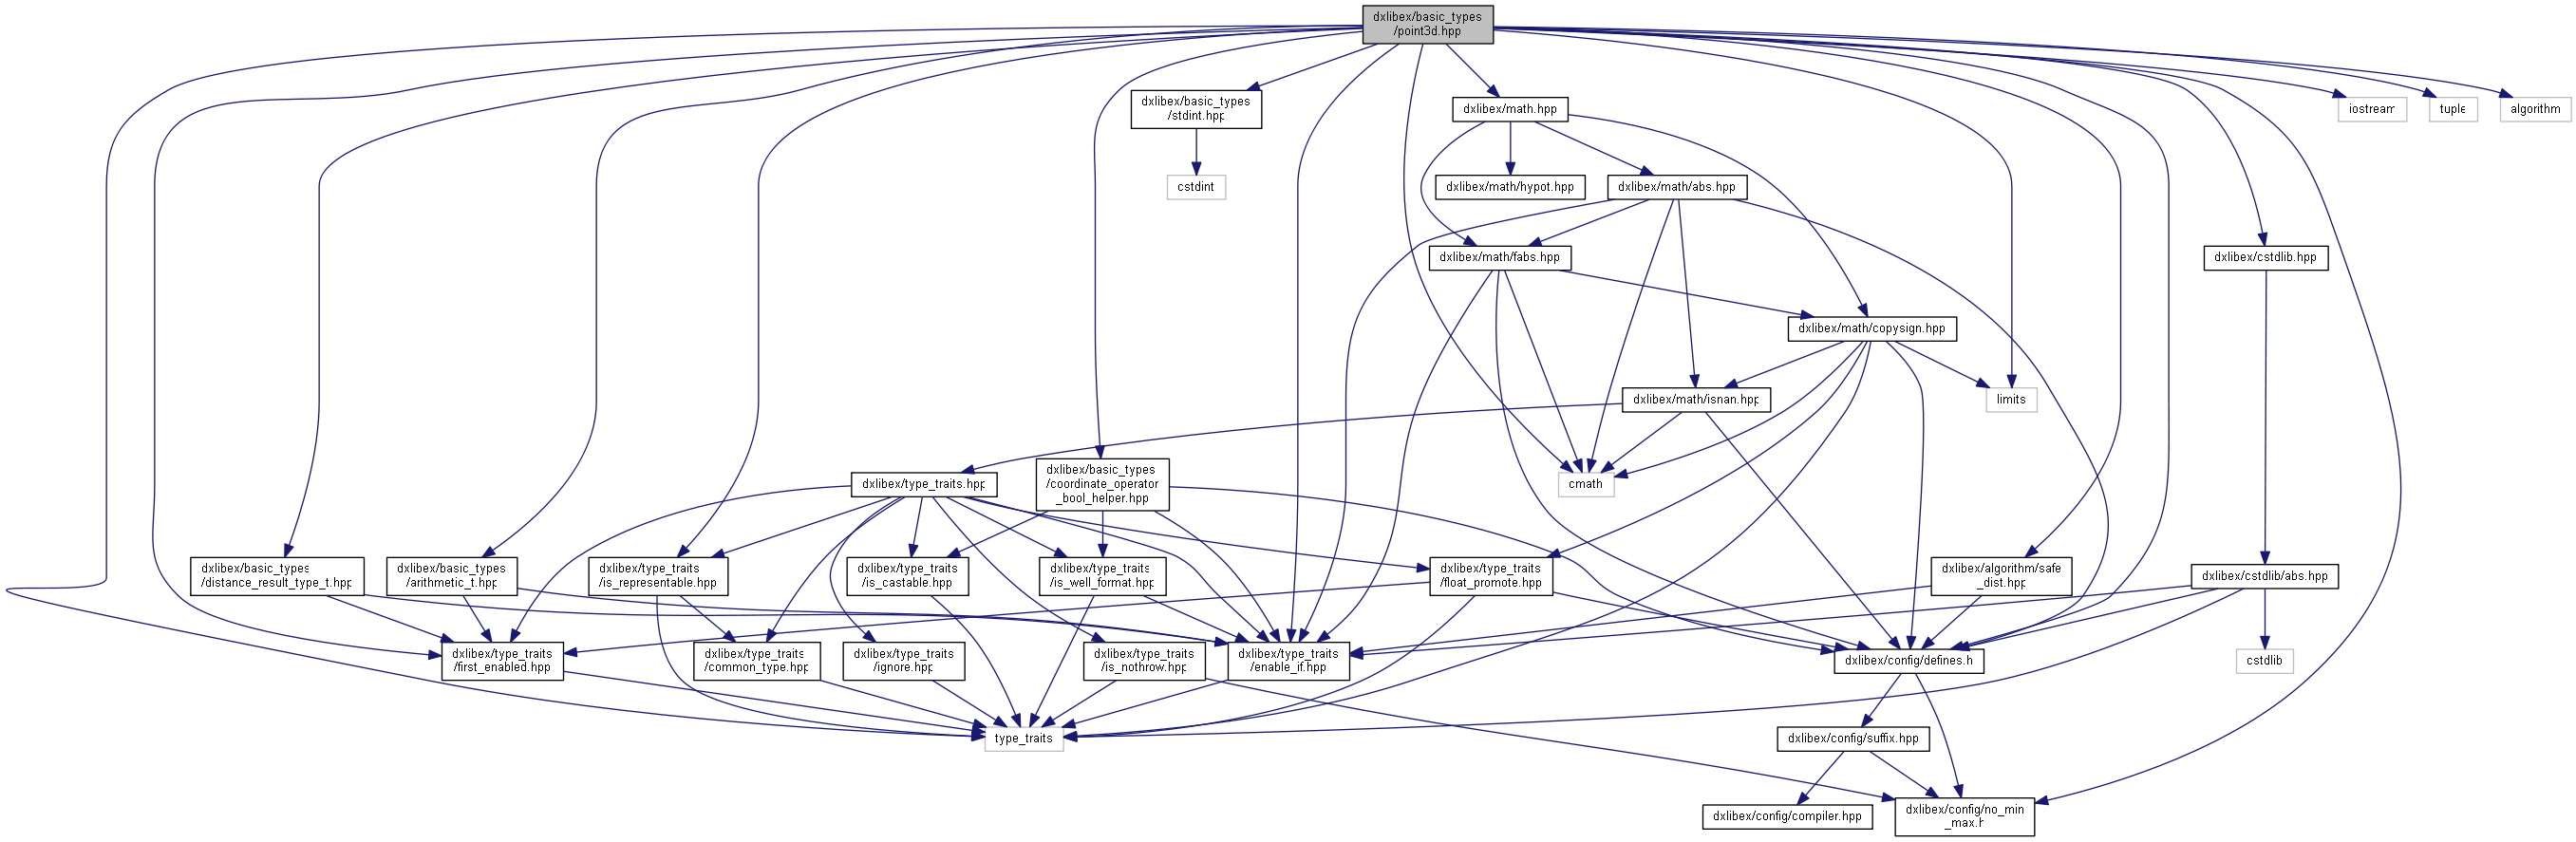 dxlibex/basic_types
/point3d.hpp
dxlibex/basic_types
/stdint.hpp
dxlibex/math.hpp
iostream
tuple
algorithm
cstdint
dxlibex/math/hypot.hpp
dxlibex/math/abs.hpp
dxlibex/math/fabs.hpp
dxlibex/cstdlib.hpp
dxlibex/math/copysign.hpp
dxlibex/math/isnan.hpp
limits
dxlibex/type_traits.hpp
dxlibex/basic_types
/coordinate_operator
_bool_helper.hpp
cmath
dxlibex/basic_types
/distance_result_type_t.hpp
dxlibex/basic_types
/arithmetic_t.hpp
dxlibex/type_traits
/is_representable.hpp
dxlibex/type_traits
/is_castable.hpp
dxlibex/type_traits
/is_well_format.hpp
dxlibex/type_traits
/float_promote.hpp
dxlibex/algorithm/safe
_dist.hpp
dxlibex/cstdlib/abs.hpp
dxlibex/type_traits
/first_enabled.hpp
dxlibex/type_traits
/common_type.hpp
dxlibex/type_traits
/ignore.hpp
dxlibex/type_traits
/is_nothrow.hpp
dxlibex/type_traits
/enable_if.hpp
dxlibex/config/defines.h
cstdlib
type_traits
dxlibex/config/suffix.hpp
dxlibex/config/compiler.hpp
dxlibex/config/no_min
_max.h